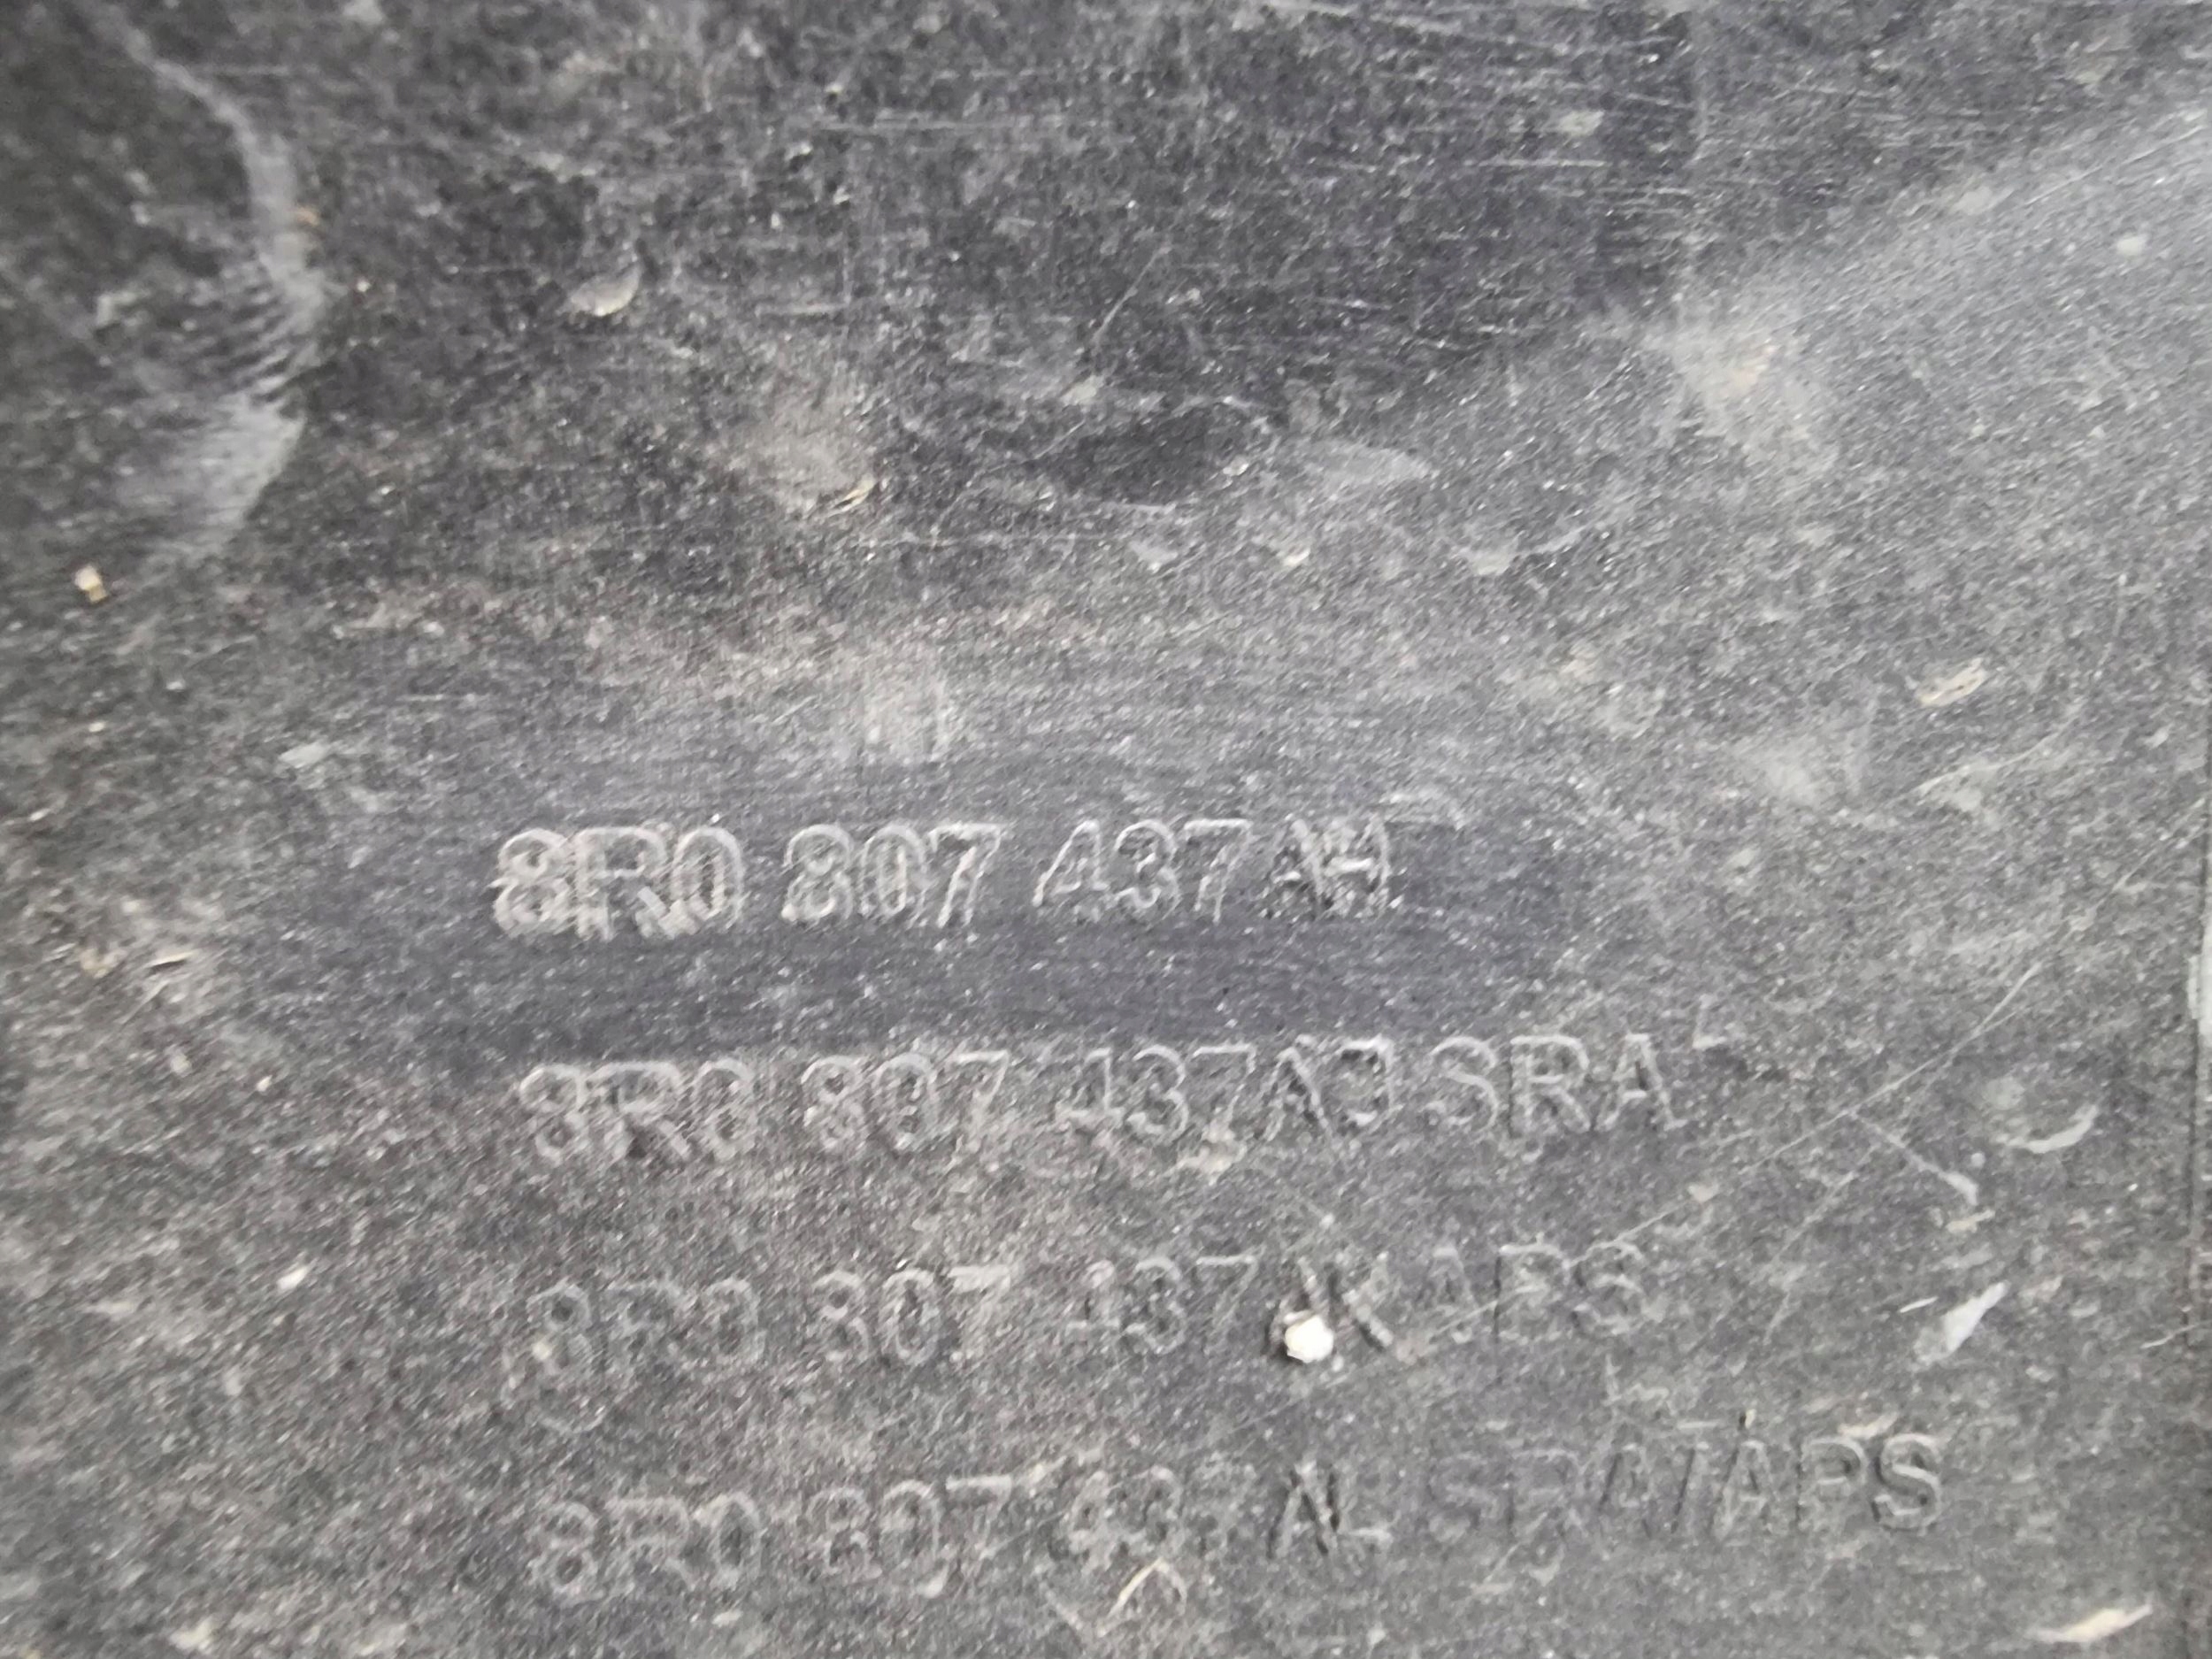 8R0 807 437 AH
8R0 807 437 AJ SRA
8R0 807 437 AK APS
8R0 807 437 AL SRA/APS